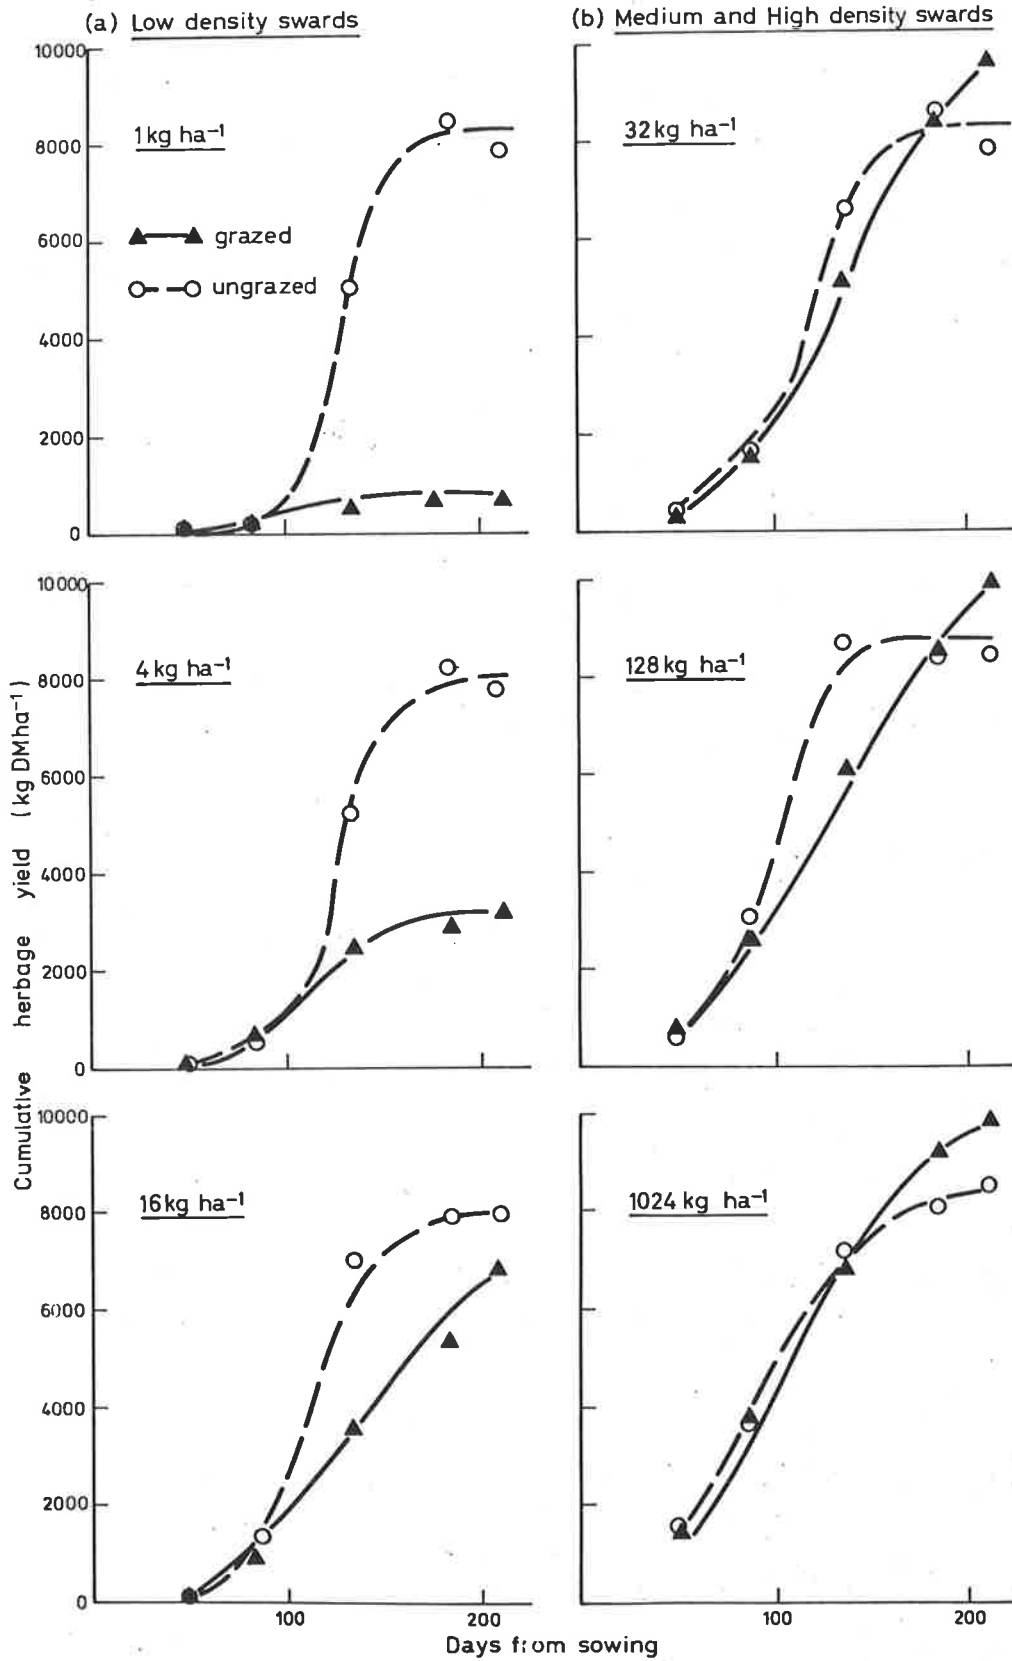 (a) Low density swards
(b) Medium and High density swards
10000
1 kg ha⁻¹
32 kg ha⁻¹
8000
grazed
6000
ungrazed
4000
2000
0
10000
4 kg ha⁻¹
128 kg ha⁻¹
8000
6000
4000
2000
0
Cumulative herbage yield (kg DMha⁻¹)
10000
16 kg ha⁻¹
1024 kg ha⁻¹
8000
6000
4000
2000
0
100 200 100 200
Days from sowing